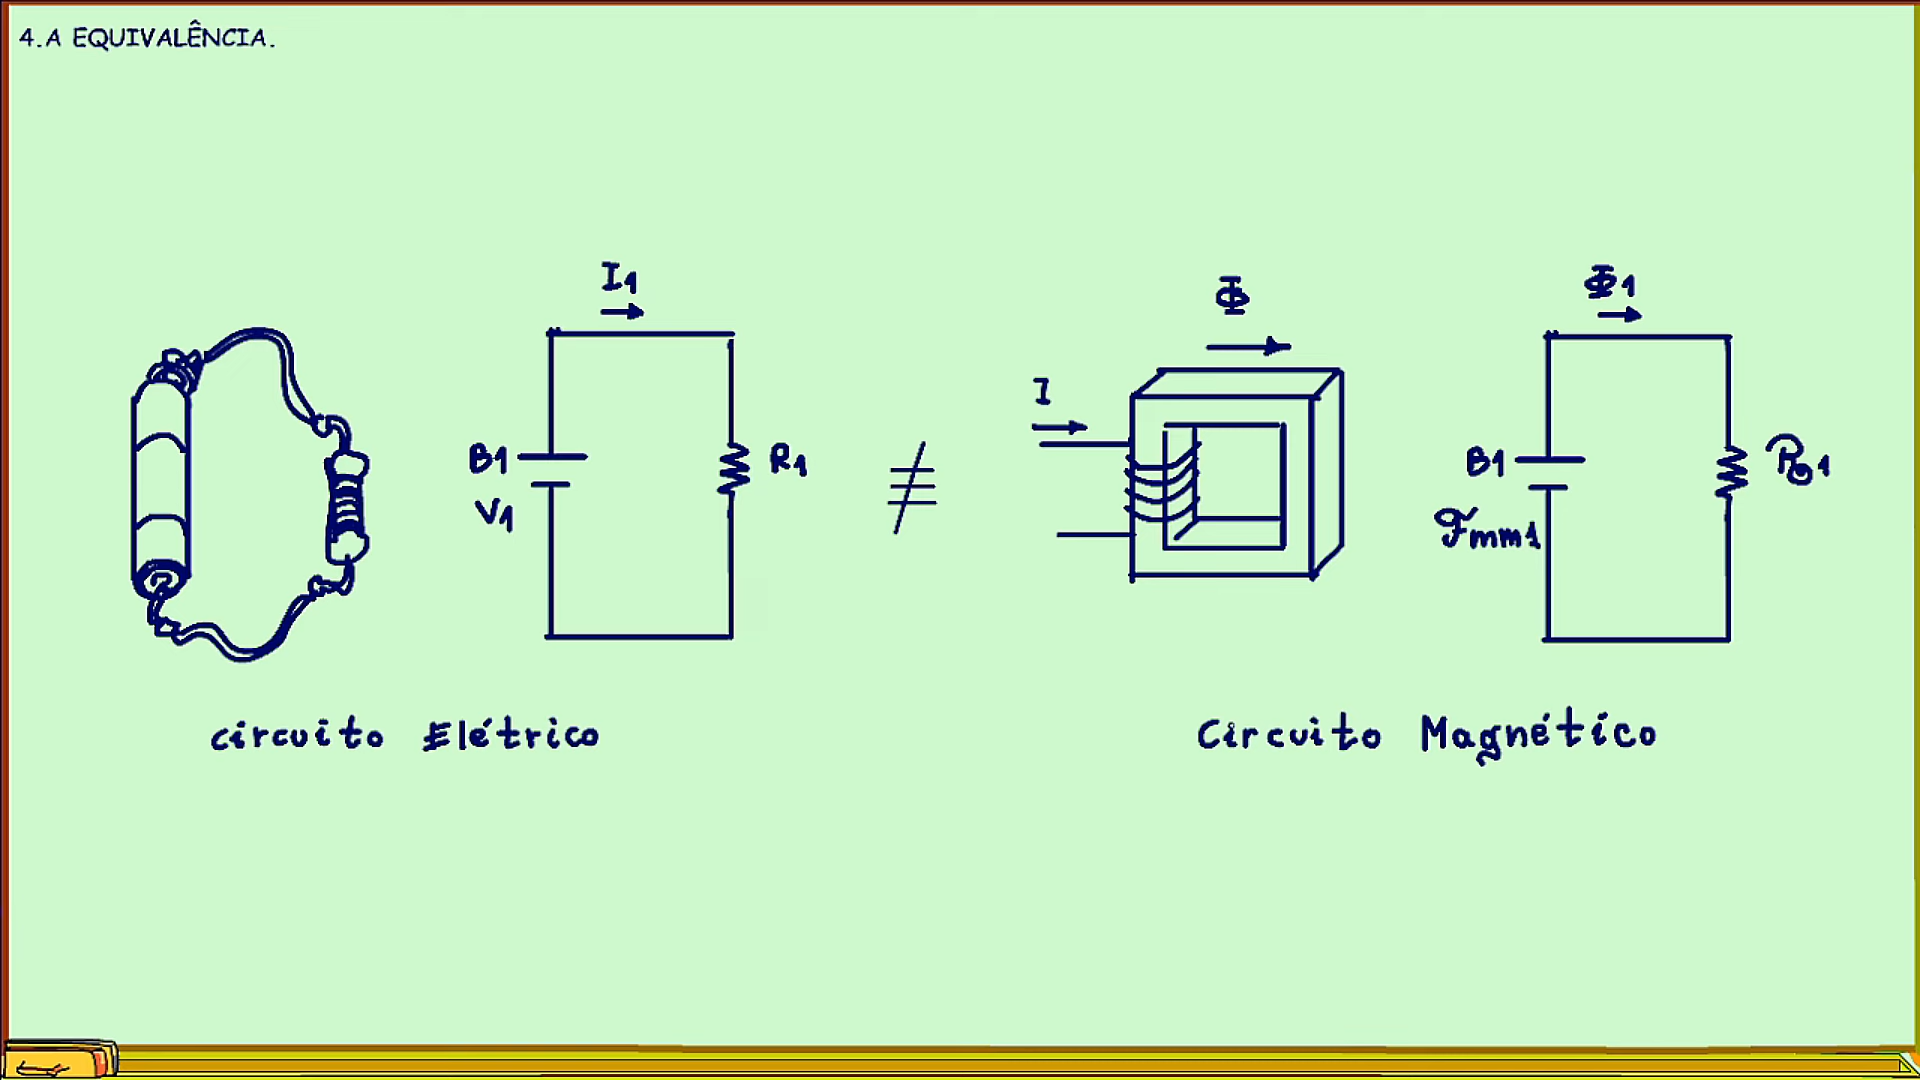 4.A EQUIVALÊNCIA.
I1
B1
V1
R1
≢
Φ
I
Φ1
B1
Fmm1
R1
Circuito Elétrico
Circuito Magnético